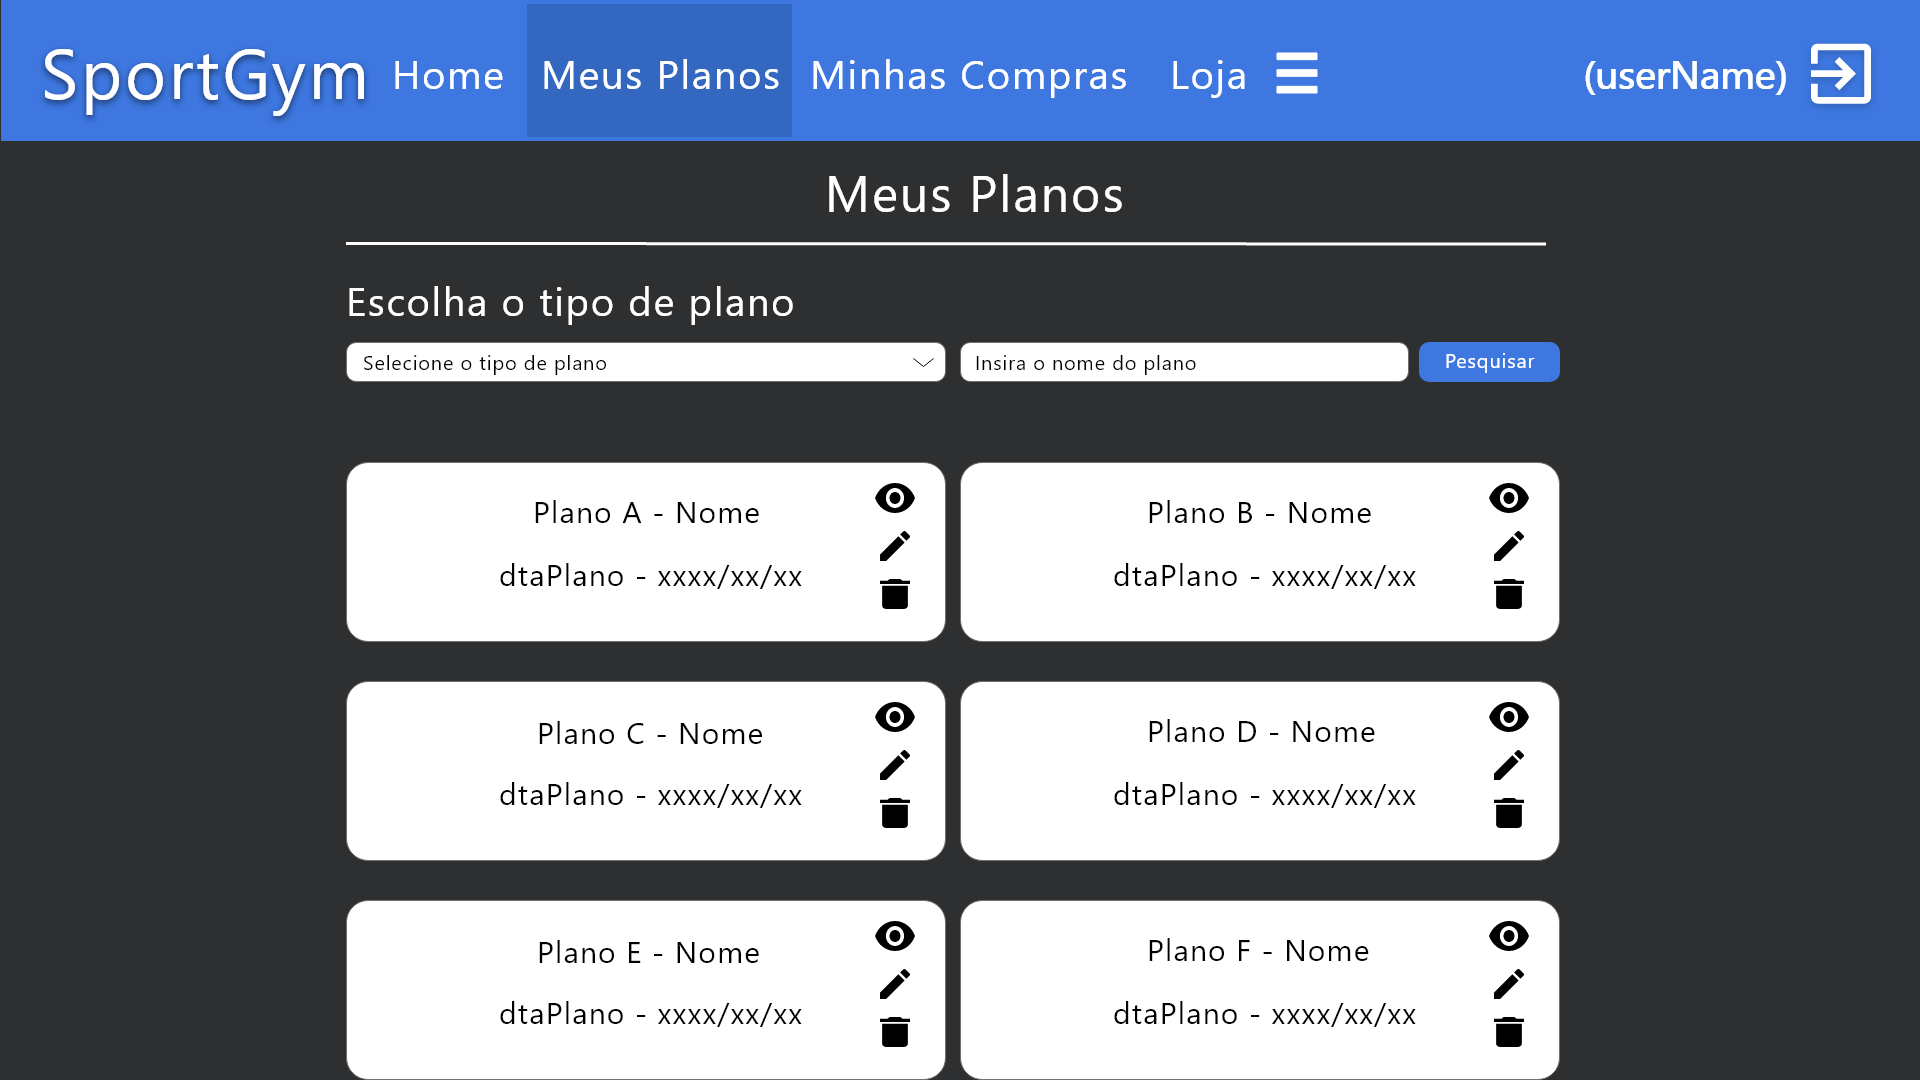 SportGym Home Meus Planos Minhas Compras Loja (userName)
Meus Planos
Escolha o tipo de plano
Selecione o tipo de plano Insira o nome do plano Pesquisar
Plano A - Nome
dtaPlano - xxxx/xx/xx
Plano B - Nome
dtaPlano - xxxx/xx/xx
Plano C - Nome
dtaPlano - xxxx/xx/xx
Plano D - Nome
dtaPlano - xxxx/xx/xx
Plano E - Nome
dtaPlano - xxxx/xx/xx
Plano F - Nome
dtaPlano - xxxx/xx/xx